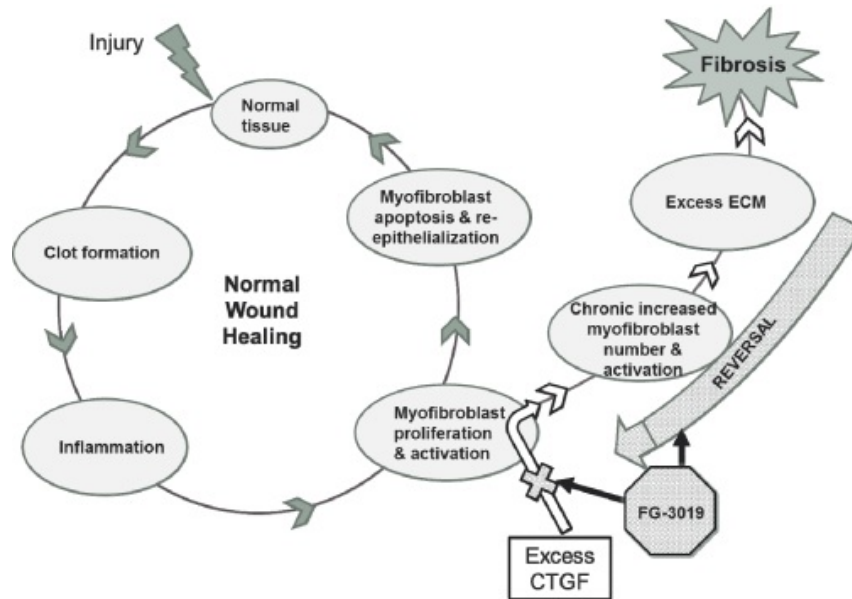 Injury
Normal
tissue
Clot formation
Inflammation
Myofibroblast
proliferation
& activation
Myofibroblast
apoptosis & re-
epithelialization
Normal
Wound
Healing
Chronic increased
myofibroblast
number &
activation
Excess ECM
Fibrosis
REVERSAL
FG-3019
Excess
CTGF